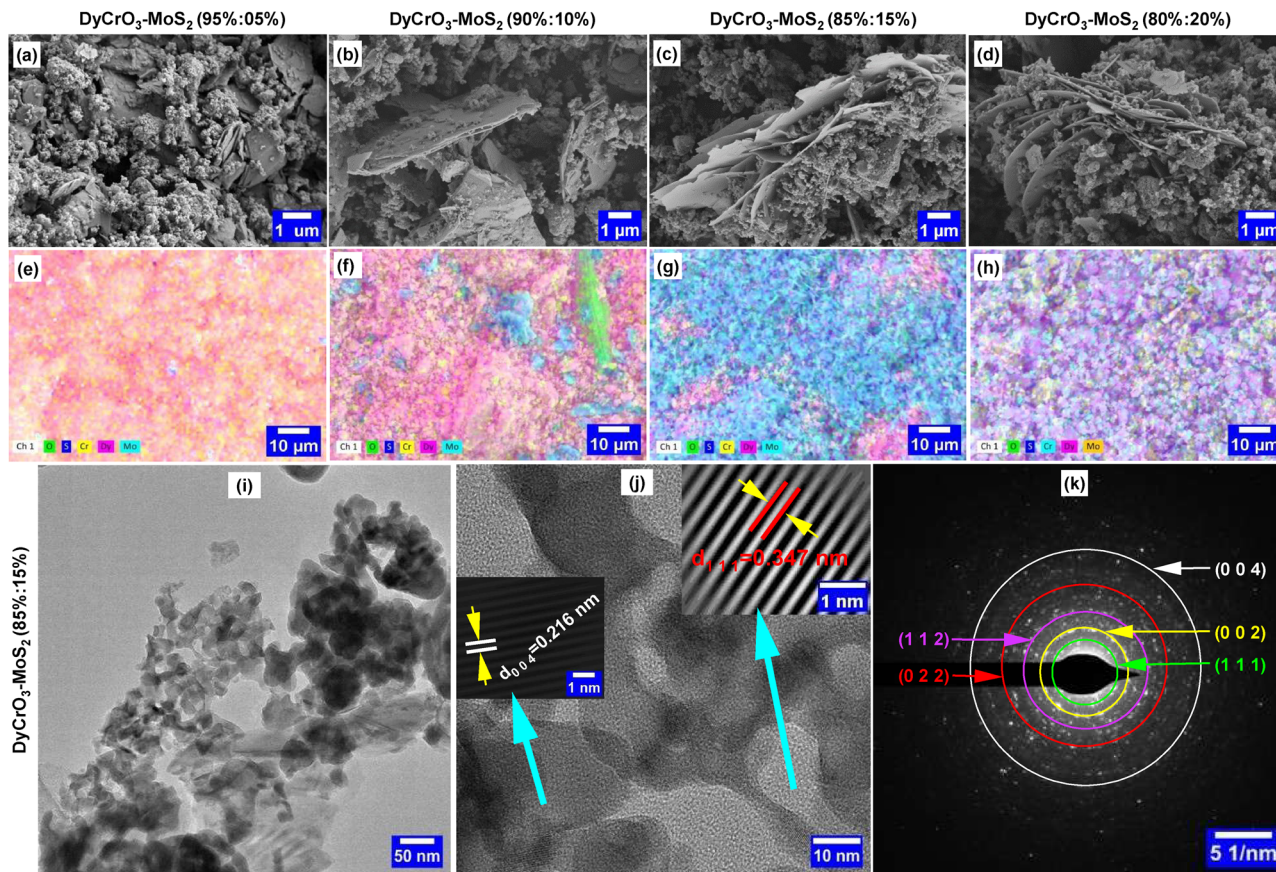 DyCrO₃-MoS₂ (95%:05%)
DyCrO₃-MoS₂ (90%:10%)
DyCrO₃-MoS₂ (85%:15%)
DyCrO₃-MoS₂ (80%:20%)
(a)
1 um
(b)
1 µm
(c)
1 µm
(d)
1 µm
(e)
Ch 1 O S Cr Dy Mo
10 µm
(f)
Ch 1 O S Cr Dy Mo
10 µm
(g)
Ch 1 O S Cr Dy Mo
10 µm
(h)
Ch 1 O S Cr Dy Mo
10 µm
DyCrO₃-MoS₂ (85%:15%)
(i)
50 nm
(j)
d₁₁₁=0.347 nm
1 nm
d₀₀₄=0.216 nm
1 nm
10 nm
(k)
(0 0 4)
(1 1 2)
(0 0 2)
(0 2 2)
(1 1 1)
5 1/nm